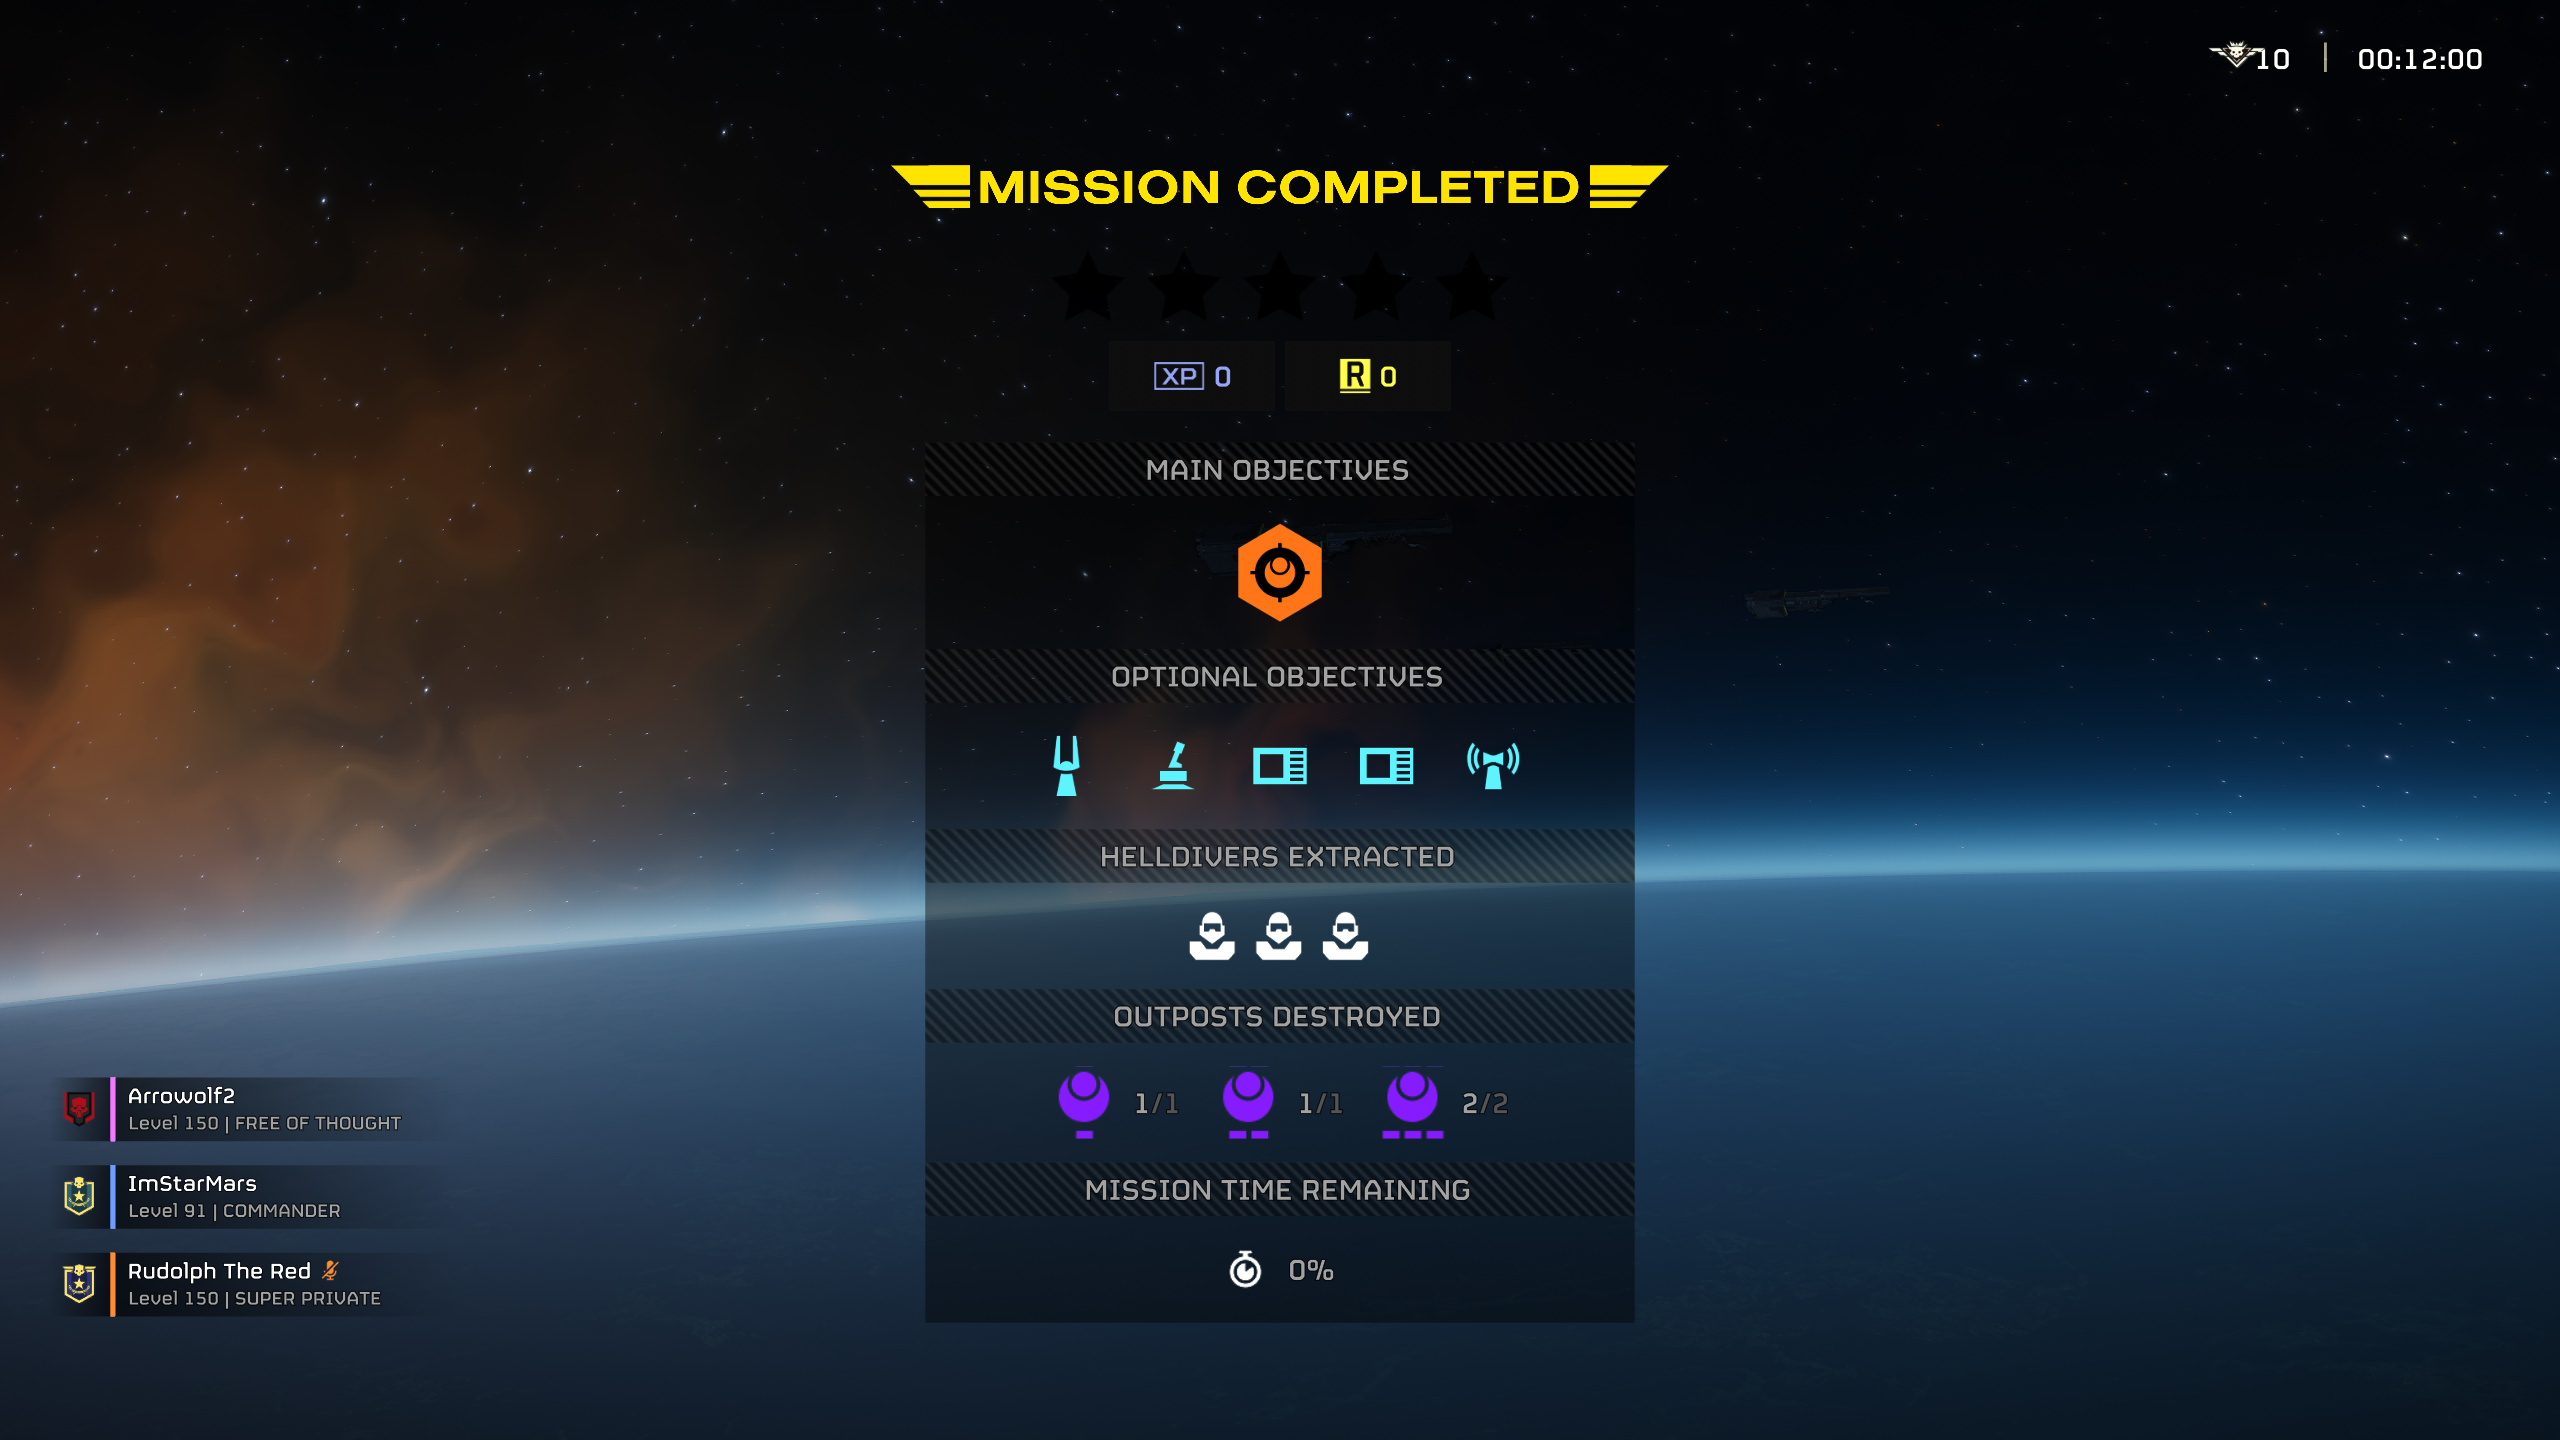 10 | 00:12:00
MISSION COMPLETED
XP 0 R 0
MAIN OBJECTIVES
OPTIONAL OBJECTIVES
HELLDIVERS EXTRACTED
OUTPOSTS DESTROYED
1/1 1/1 2/2
MISSION TIME REMAINING
0%
Arrowolf2
Level 150 | FREE OF THOUGHT
ImStarMars
Level 91 | COMMANDER
Rudolph The Red
Level 150 | SUPER PRIVATE